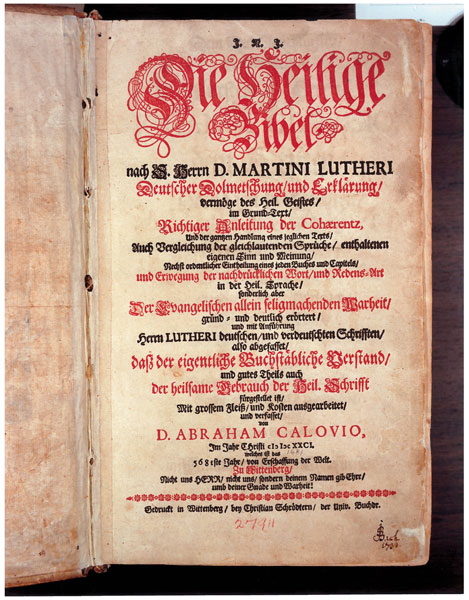 J. N. J.
Die Heilige
Bibel
nach S. Herrn D. MARTINI LUTHERI
Deutscher Dolmetschung/und Erklärung/
vermöge des Heil. Geistes/
im Grund-Text/
Richtiger Anleitung der Cohærentz,
Und der gantzen Handlung eines jeglichen Texts/
Auch Vergleichung der gleichlautenden Sprüche/ enthaltenen
eigenen Sinn und Meinung/
Nechst ordentlicher Eintheilung eines jeden Buches und Capitels/
und Erwegung der nachdrücklichen Wort/und Redens-Art
in der Heil. Sprache/
sonderlich aber
Der Evangelischen allein seligmachenden Warheit/
gründ- und deutlich erörtert/
und mit Anführung
Herrn LUTHERI deutschen/und verdeutschten Schrifften/
also abgefasset/
daß der eigentliche Buchstäbliche Verstand/
und gutes Theils auch
der heilsame Gebrauch der Heil. Schrifft
fürgestellet ist/
Mit grossem Fleiß/und Kosten ausgearbeitet/
und verfasset/
von
D. ABRAHAM CALOVIO,
Im Jahr Christi cIɔ Iɔc XXCI.
welches ist das
5681ste Jahr/ von Erschaffung der Welt.
Zu Wittenberg/
Nicht uns HERR/ nicht uns/ sondern deinem Namen gib Ehre/
umb deiner Gnade und Warheit!
Gedruckt in Wittenberg/ bey Christian Schrödtern/ der Univ. Buchdr.
JSBach
1733